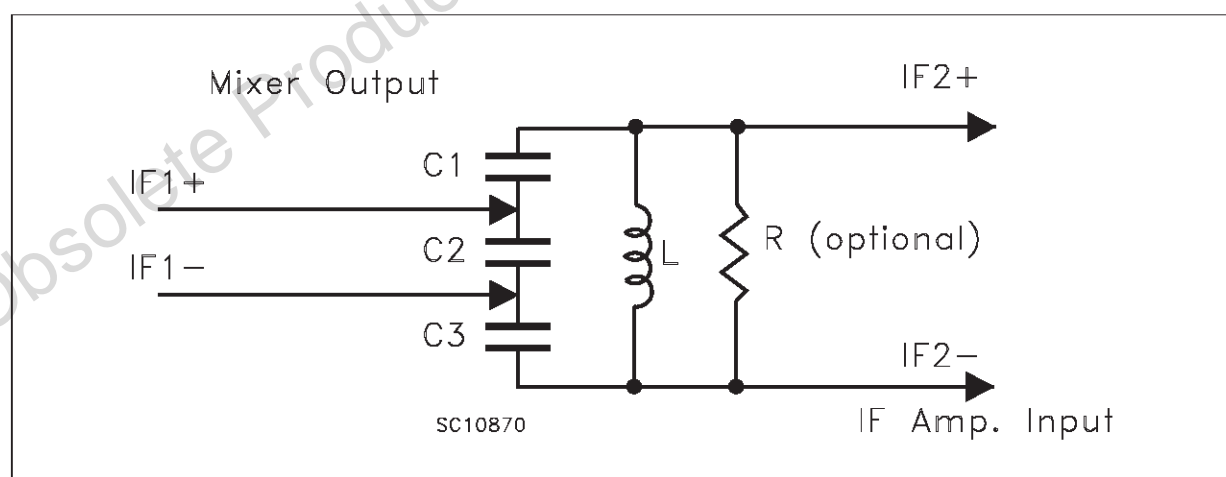 Obsolete Produc
Mixer Output
IF2+
C1
IF1+
C2
L
R (optional)
IF1-
C3
IF2-
SC10870
IF Amp. Input